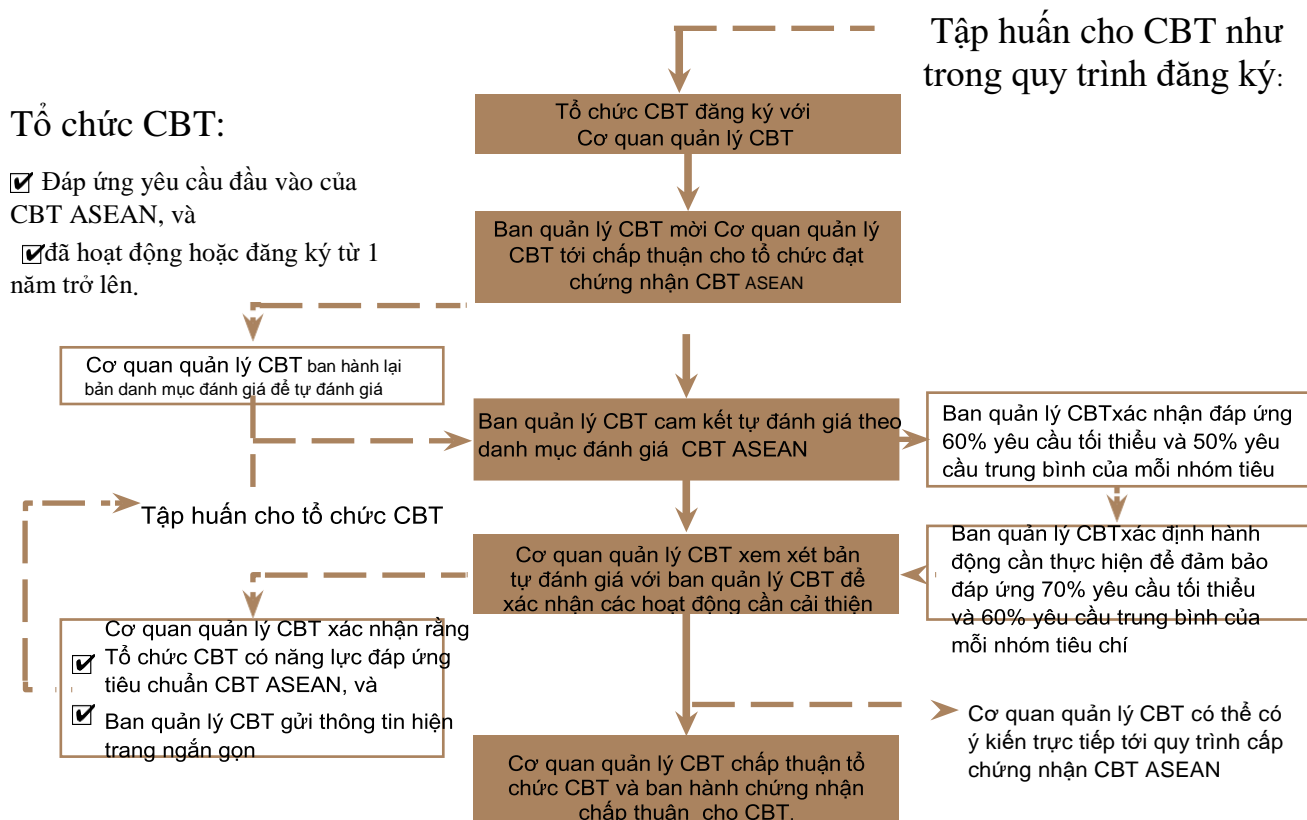 Tập huấn cho CBT như
trong quy trình đăng ký:
Tổ chức CBT:
Đáp ứng yêu cầu đầu vào của
CBT ASEAN, và
đã hoạt động hoặc đăng ký từ 1
năm trở lên.
Tổ chức CBT đăng ký với
Cơ quan quản lý CBT
Ban quản lý CBT mời Cơ quan quản lý
CBT tới chấp thuận cho tổ chức đạt
chứng nhận CBT ASEAN
Cơ quan quản lý CBT ban hành lại
bản danh mục đánh giá để tự đánh giá
Ban quản lý CBT cam kết tự đánh giá theo
danh mục đánh giá CBT ASEAN
Ban quản lý CBTxác nhận đáp ứng
60% yêu cầu tối thiểu và 50% yêu
cầu trung bình của mỗi nhóm tiêu
Tập huấn cho tổ chức CBT
Ban quản lý CBTxác định hành
động cần thực hiện để đảm bảo
đáp ứng 70% yêu cầu tối thiểu
và 60% yêu cầu trung bình của
mỗi nhóm tiêu chí
Cơ quan quản lý CBT xem xét bản
tự đánh giá với ban quản lý CBT để
xác nhận các hoạt động cần cải thiện
Cơ quan quản lý CBT xác nhận rằng
Tổ chức CBT có năng lực đáp ứng
tiêu chuẩn CBT ASEAN, và
Ban quản lý CBT gửi thông tin hiện
trang ngắn gọn
Cơ quan quản lý CBT có thể có
ý kiến trực tiếp tới quy trình cấp
chứng nhận CBT ASEAN
Cơ quan quản lý CBT chấp thuận tổ
chức CBT và ban hành chứng nhận
chấp thuận cho CBT.